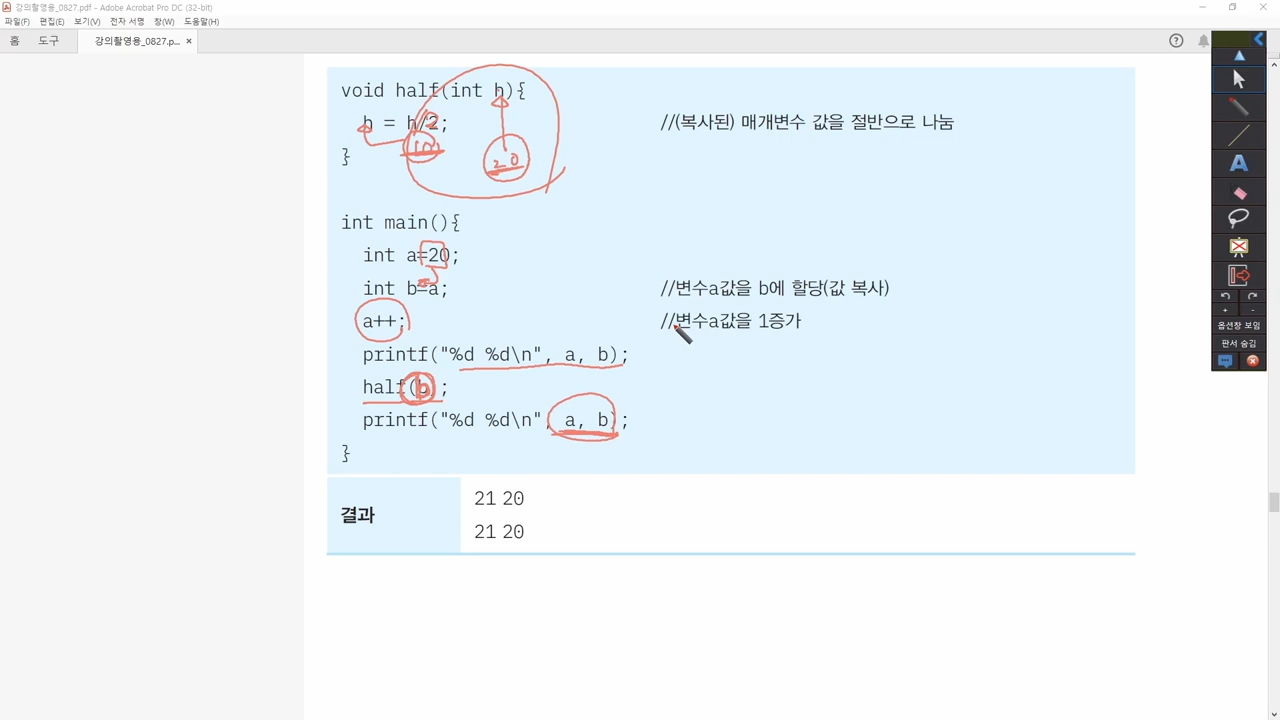 강의촬영용_0827.pdf - Adobe Acrobat Pro DC (32-bit)
파일(F) 편집(E) 보기(V) 전자 서명 창(W) 도움말(H)
홈 도구 강의촬영용_0827.p... ×
void half(int h){
h = h/2; //(복사된) 매개변수 값을 절반으로 나눔
10 20
}
int main(){
int a=20;
int b=a; //변수a값을 b에 할당(값 복사)
a++; //변수a값을 1증가
printf("%d %d\n", a, b);
half(b);
printf("%d %d\n", a, b);
}
결과
21 20
21 20
옵션창 보임
판서 숨김